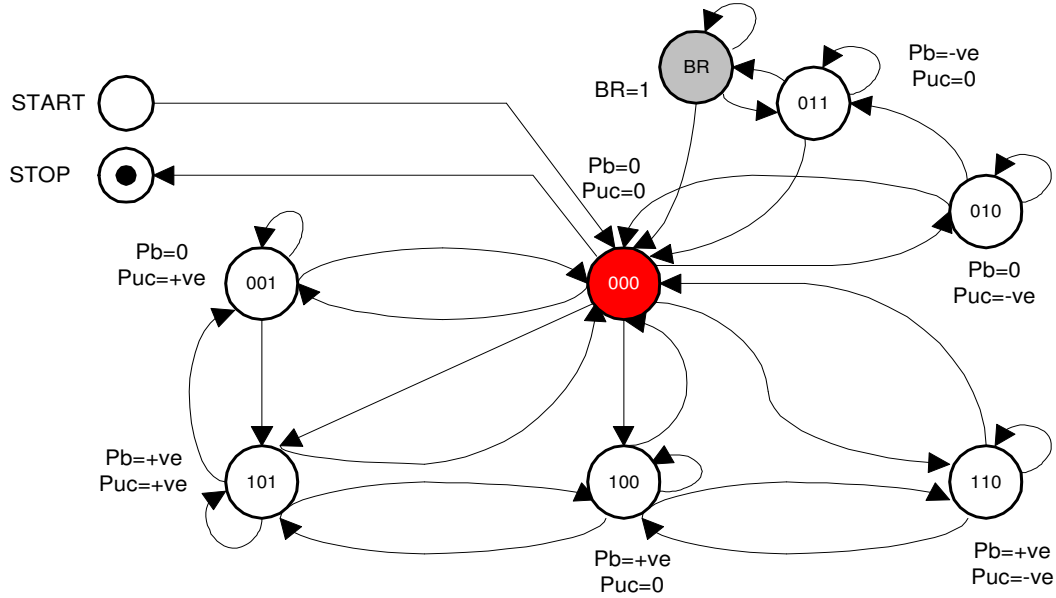 BR
Pb=-ve
Puc=0
BR=1
011
START
Pb=0
Puc=0
STOP
010
Pb=0
Puc=+ve
001
000
Pb=0
Puc=-ve
Pb=+ve
Puc=+ve
101
100
110
Pb=+ve
Puc=0
Pb=+ve
Puc=-ve